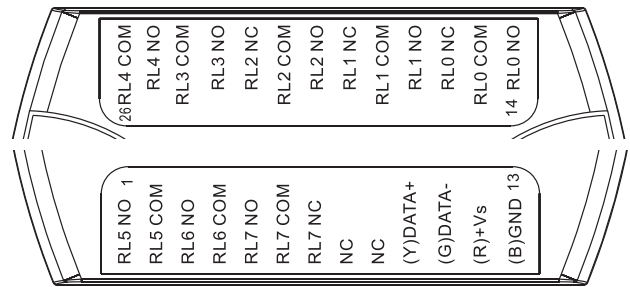 26 RL4 COM
RL4 NO
RL3 COM
RL3 NO
RL2 NC
RL2 COM
RL2 NO
RL1 NC
RL1 COM
RL1 NO
RL0 NC
RL0 COM
14 RL0 NO
RL5 NO 1
RL5 COM
RL6 NO
RL6 COM
RL7 NO
RL7 COM
RL7 NC
NC
NC
(Y)DATA+
(G)DATA-
(R)+Vs
(B)GND 13